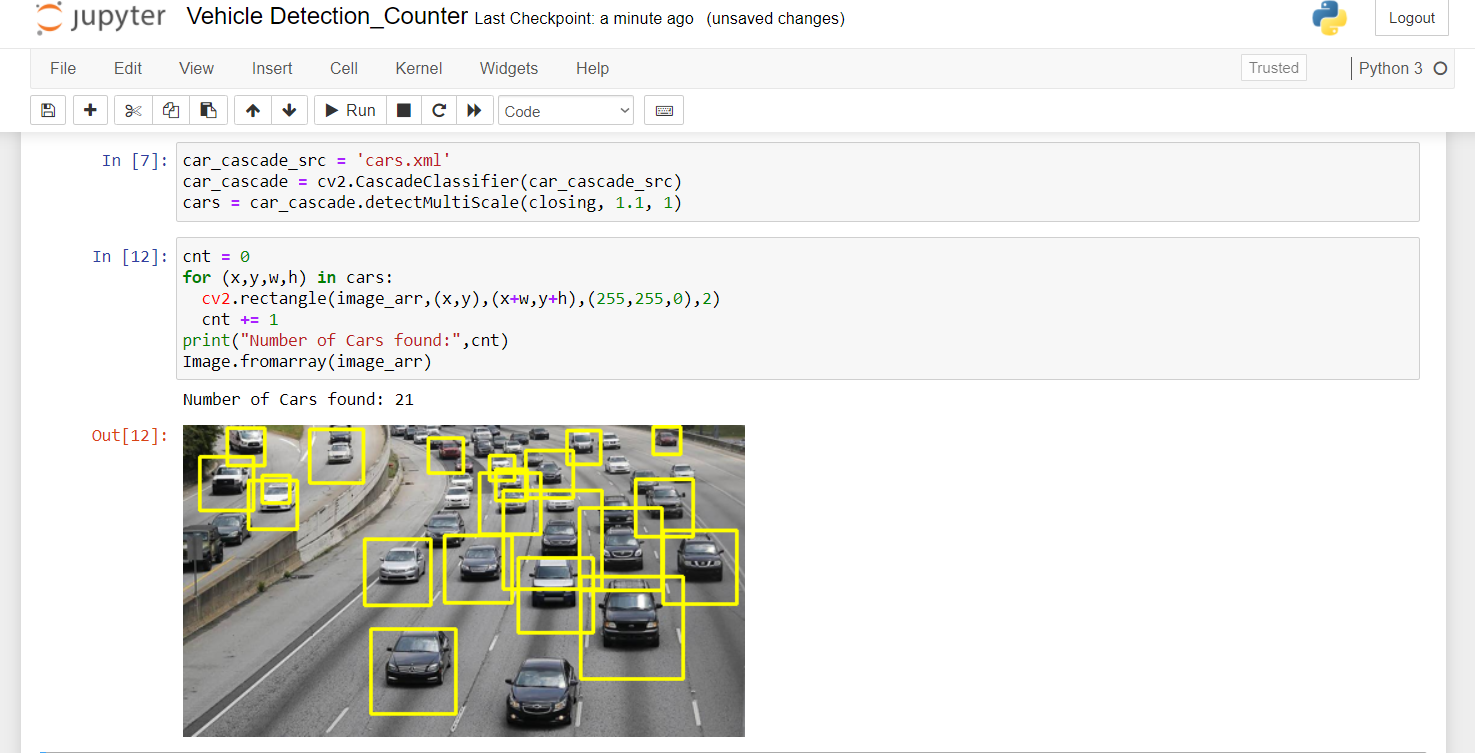 jupyter Vehicle Detection_Counter Last Checkpoint: a minute ago (unsaved changes) Logout
File Edit View Insert Cell Kernel Widgets Help Trusted Python 3
Run Code
In [7]: car_cascade_src = 'cars.xml'
car_cascade = cv2.CascadeClassifier(car_cascade_src)
cars = car_cascade.detectMultiScale(closing, 1.1, 1)
In [12]: cnt = 0
for (x,y,w,h) in cars:
  cv2.rectangle(image_arr,(x,y),(x+w,y+h),(255,255,0),2)
  cnt += 1
print("Number of Cars found:",cnt)
Image.fromarray(image_arr)
Number of Cars found: 21
Out[12]: